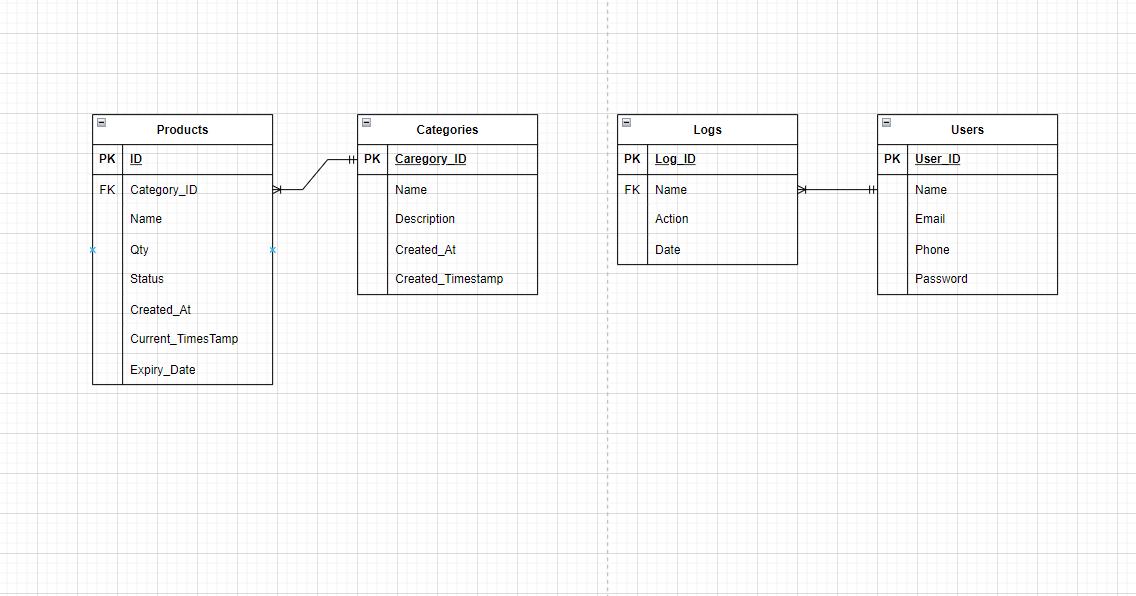 Products
PK ID
FK Category_ID
Name
Qty
Status
Created_At
Current_TimesTamp
Expiry_Date
Categories
PK Caregory_ID
Name
Description
Created_At
Created_Timestamp
Logs
PK Log_ID
FK Name
Action
Date
Users
PK User_ID
Name
Email
Phone
Password